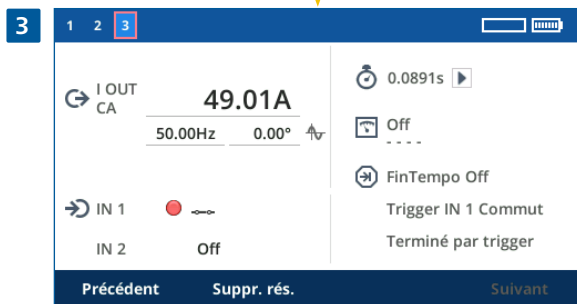 3
1 2 3
I OUT
CA
49.01A
50.00Hz 0.00°
IN 1
IN 2 Off
0.0891s
Off
- - - -
FinTempo Off
Trigger IN 1 Commut
Terminé par trigger
Précédent Suppr. rés. Suivant